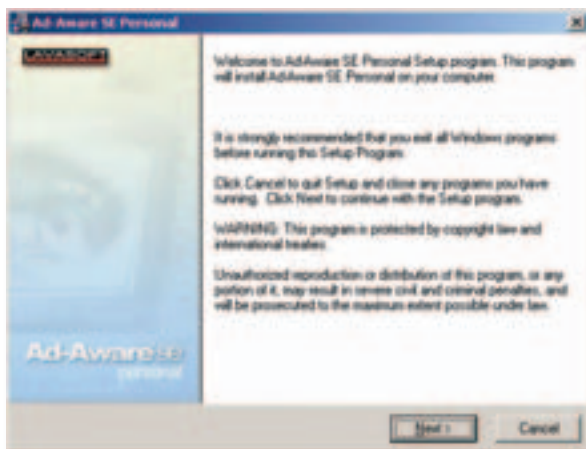 Ad-Aware SE Personal
LAVASOFT
Welcome to Ad-Aware SE Personal Setup program. This program
will install Ad-Aware SE Personal on your computer.
It is strongly recommended that you exit all Windows programs
before running this Setup Program.
Click Cancel to quit Setup and close any programs you have
running. Click Next to continue with the Setup program.
WARNING: This program is protected by copyright law and
international treaties.
Unauthorized reproduction or distribution of this program, or any
portion of it, may result in severe civil and criminal penalties, and
will be prosecuted to the maximum extent possible under law.
Ad-Aware SE
personal
Next >
Cancel